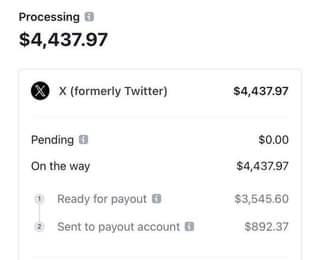 Processing
$4,437.97
X (formerly Twitter) $4,437.97
Pending $0.00
On the way $4,437.97
1 Ready for payout $3,545.60
2 Sent to payout account $892.37